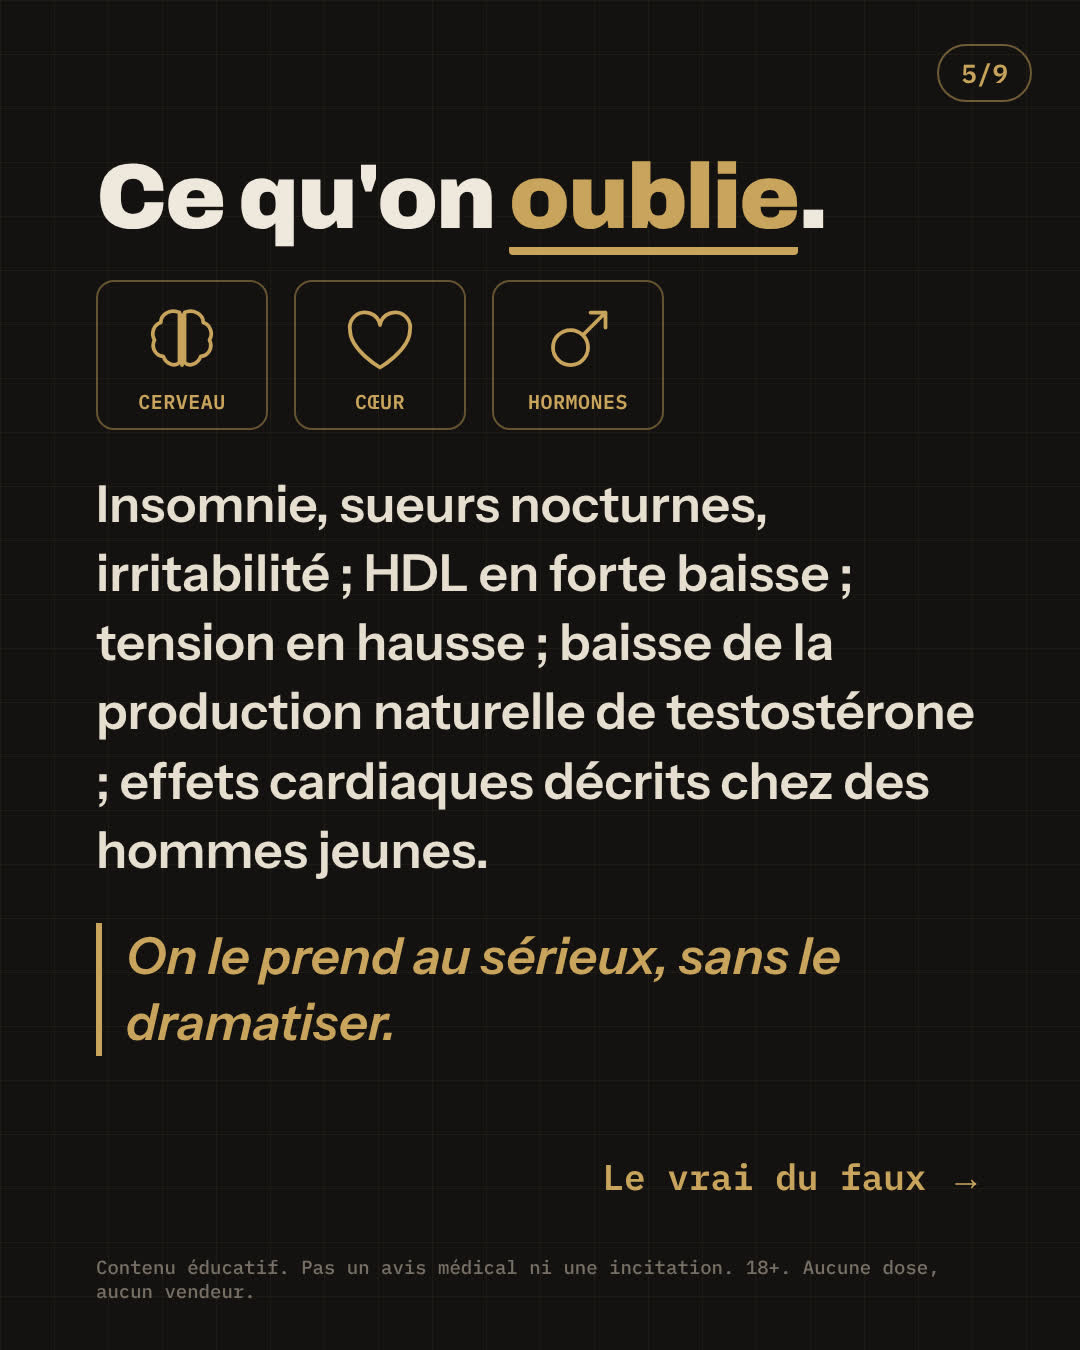 5/9
Ce qu'on oublie.
CERVEAU
CŒUR
HORMONES
Insomnie, sueurs nocturnes,
irritabilité ; HDL en forte baisse ;
tension en hausse ; baisse de la
production naturelle de testostérone
; effets cardiaques décrits chez des
hommes jeunes.
On le prend au sérieux, sans le
dramatiser.
Le vrai du faux →
Contenu éducatif. Pas un avis médical ni une incitation. 18+. Aucune dose,
aucun vendeur.